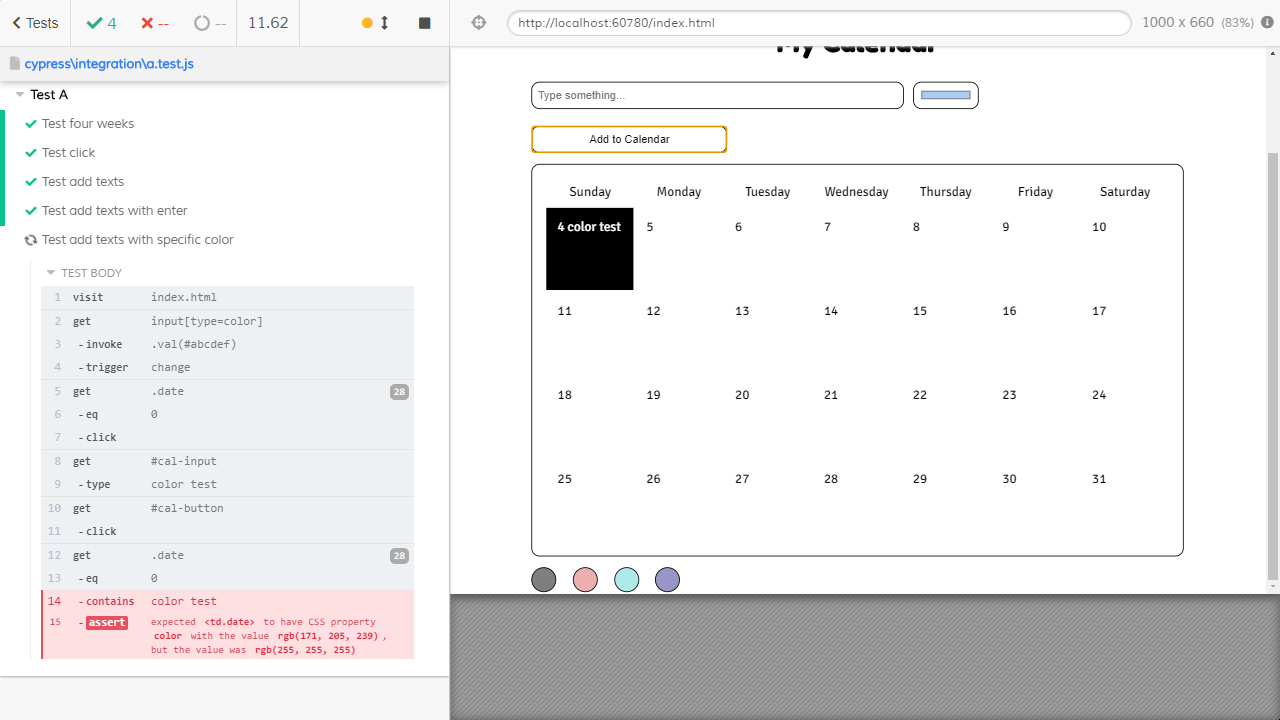 Tests 4 -- -- 11.62
http://localhost:60780/index.html 1000 x 660 (83%)
cypress\integration\a.test.js
Test A
Test four weeks
Test click
Test add texts
Test add texts with enter
Test add texts with specific color
TEST BODY
1 visit index.html
2 get input[type=color]
3 -invoke .val(#abcdef)
4 -trigger change
5 get .date 28
6 -eq 0
7 -click
8 get #cal-input
9 -type color test
10 get #cal-button
11 -click
12 get .date 28
13 -eq 0
14 -contains color test
15 -assert expected <td.date> to have CSS property
color with the value rgb(171, 205, 239) ,
but the value was rgb(255, 255, 255)
My Calendar
Type something...
Add to Calendar
Sunday Monday Tuesday Wednesday Thursday Friday Saturday
4 color test 5 6 7 8 9 10
11 12 13 14 15 16 17
18 19 20 21 22 23 24
25 26 27 28 29 30 31